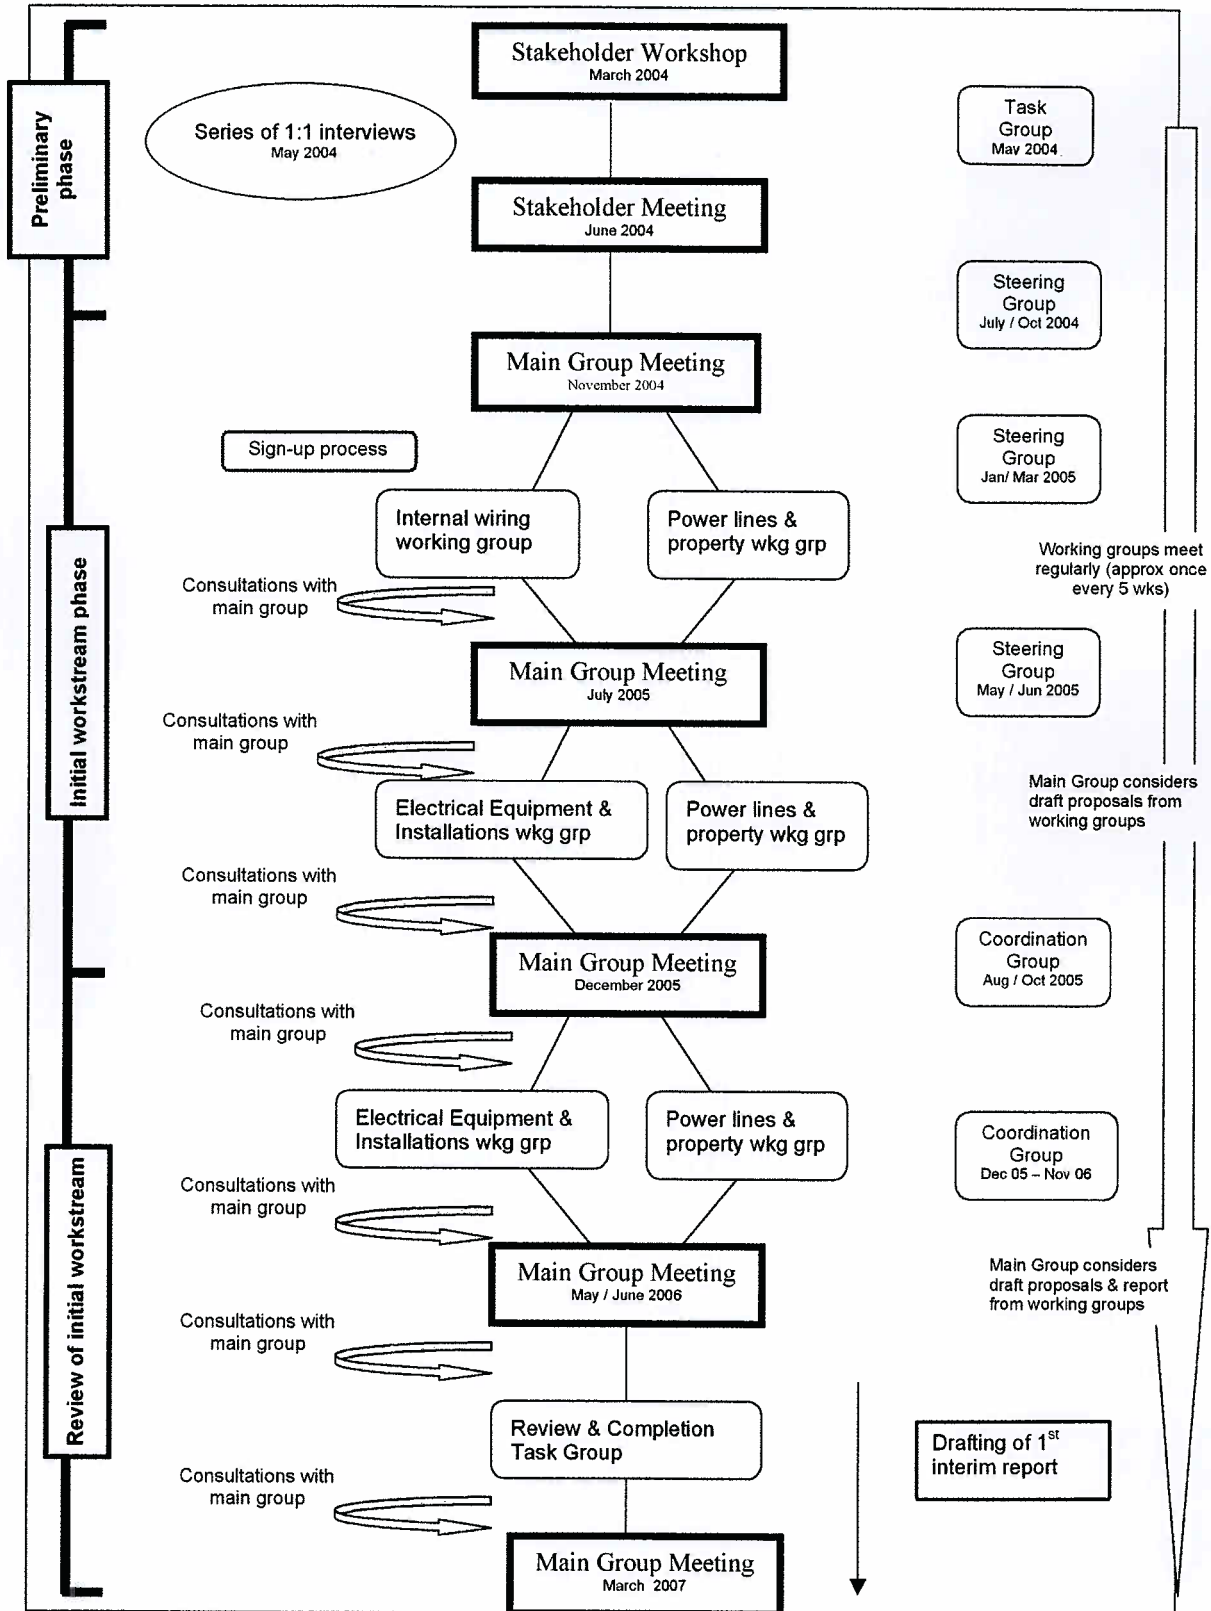 Stakeholder Workshop
March 2004
Preliminary
phase
Series of 1:1 interviews
May 2004
Task
Group
May 2004
Stakeholder Meeting
June 2004
Steering
Group
July / Oct 2004
Main Group Meeting
November 2004
Sign-up process
Steering
Group
Jan/ Mar 2005
Internal wiring
working group
Power lines &
property wkg grp
Working groups meet
regularly (approx once
every 5 wks)
Initial workstream phase
Consultations with
main group
Main Group Meeting
July 2005
Steering
Group
May / Jun 2005
Consultations with
main group
Electrical Equipment &
Installations wkg grp
Power lines &
property wkg grp
Main Group considers
draft proposals from
working groups
Consultations with
main group
Main Group Meeting
December 2005
Coordination
Group
Aug / Oct 2005
Consultations with
main group
Electrical Equipment &
Installations wkg grp
Power lines &
property wkg grp
Coordination
Group
Dec 05 – Nov 06
Review of initial workstream
Consultations with
main group
Main Group Meeting
May / June 2006
Main Group considers
draft proposals & report
from working groups
Consultations with
main group
Review & Completion
Task Group
Drafting of 1st
interim report
Consultations with
main group
Main Group Meeting
March 2007